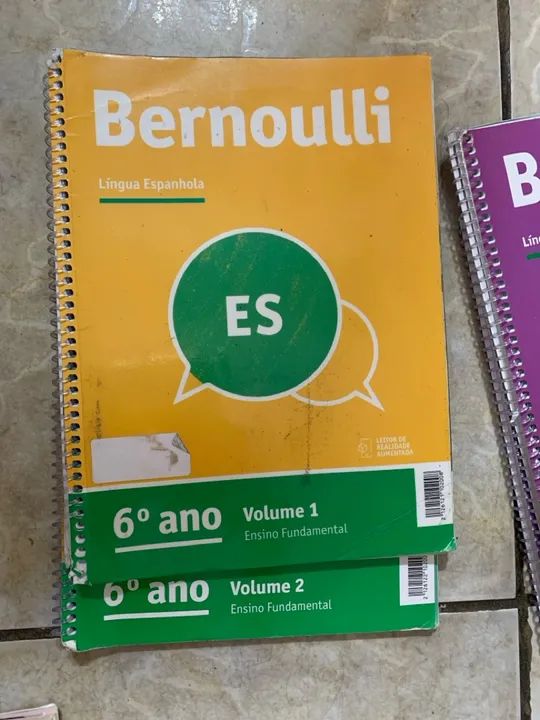 Bernoulli
Língua Espanhola
ES
LEITOR DE
REALIDADE
AUMENTADA
6º ano
Volume 1
Ensino Fundamental
6º ano
Volume 2
Ensino Fundamental
B
Lín